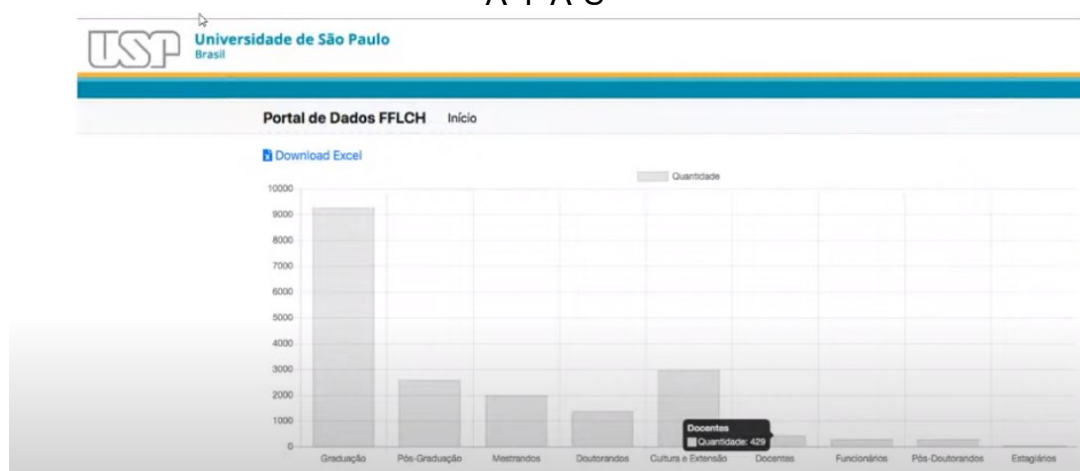 USP
Universidade de São Paulo
Brasil
Portal de Dados FFLCH Início
Download Excel
Quantidade
10000
9000
8000
7000
6000
5000
4000
3000
2000
1000
0
Docentes
Quantidade: 429
Graduação Pós-Graduação Mestrandos Doutorandos Cultura e Extensão Docentes Funcionários Pós-Doutorandos Estagiários